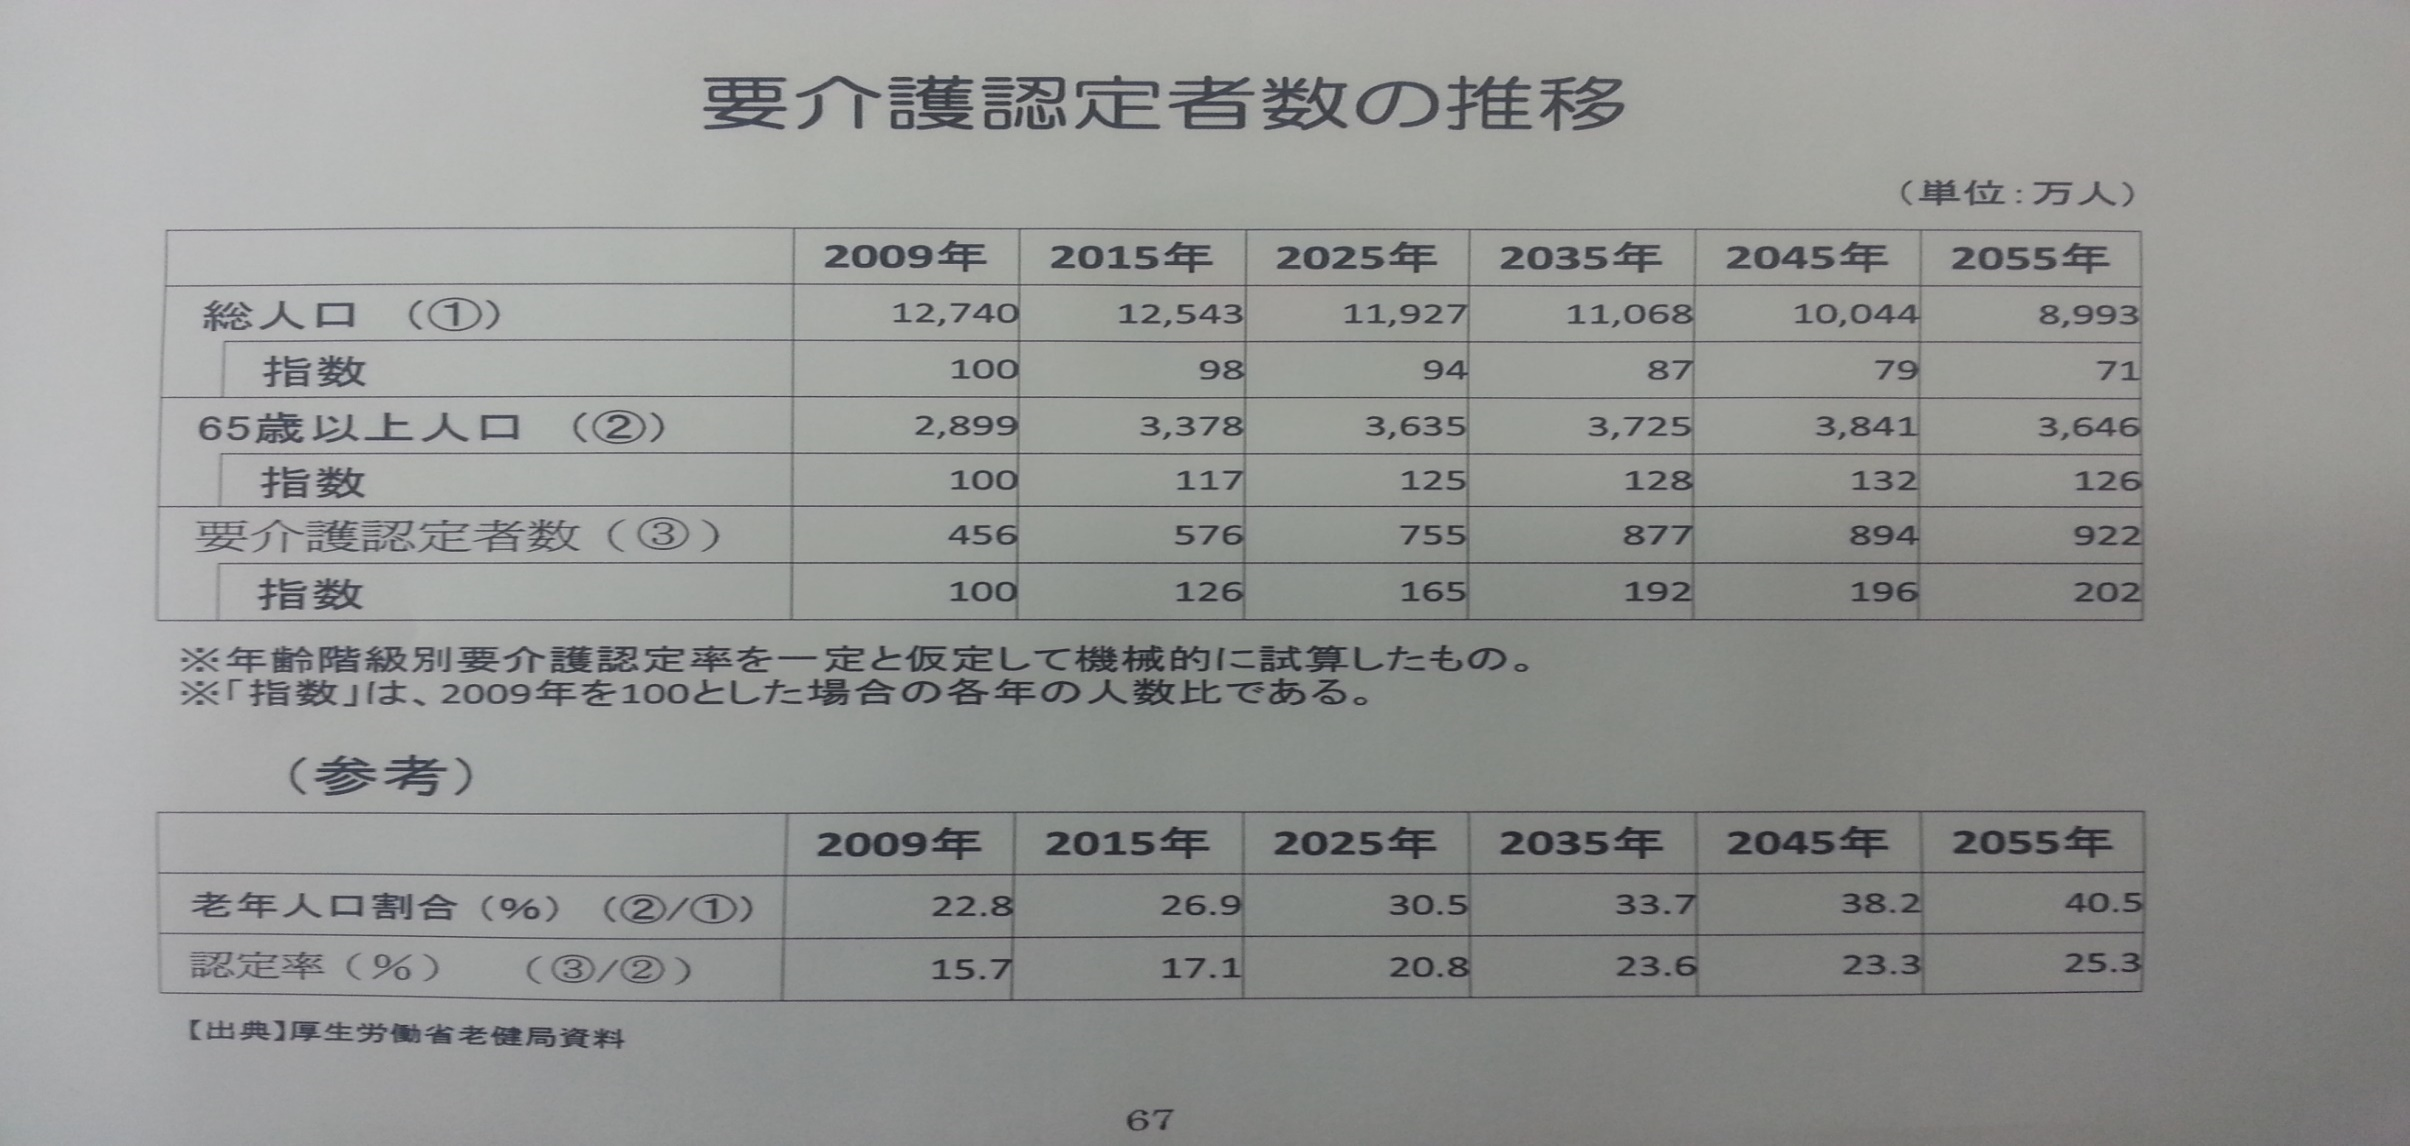 要介護認定者数の推移
（単位：万人）
2009年 2015年 2025年 2035年 2045年 2055年
総人口 （①） 12,740 12,543 11,927 11,068 10,044 8,993
指数 100 98 94 87 79 71
65歳以上人口 （②） 2,899 3,378 3,635 3,725 3,841 3,646
指数 100 117 125 128 132 126
要介護認定者数（③） 456 576 755 877 894 922
指数 100 126 165 192 196 202
※年齢階級別要介護認定率を一定と仮定して機械的に試算したもの。
※「指数」は、2009年を100とした場合の各年の人数比である。
（参考）
2009年 2015年 2025年 2035年 2045年 2055年
老年人口割合（％）（②/①） 22.8 26.9 30.5 33.7 38.2 40.5
認定率（％） （③/②） 15.7 17.1 20.8 23.6 23.3 25.3
【出典】厚生労働省老健局資料
67